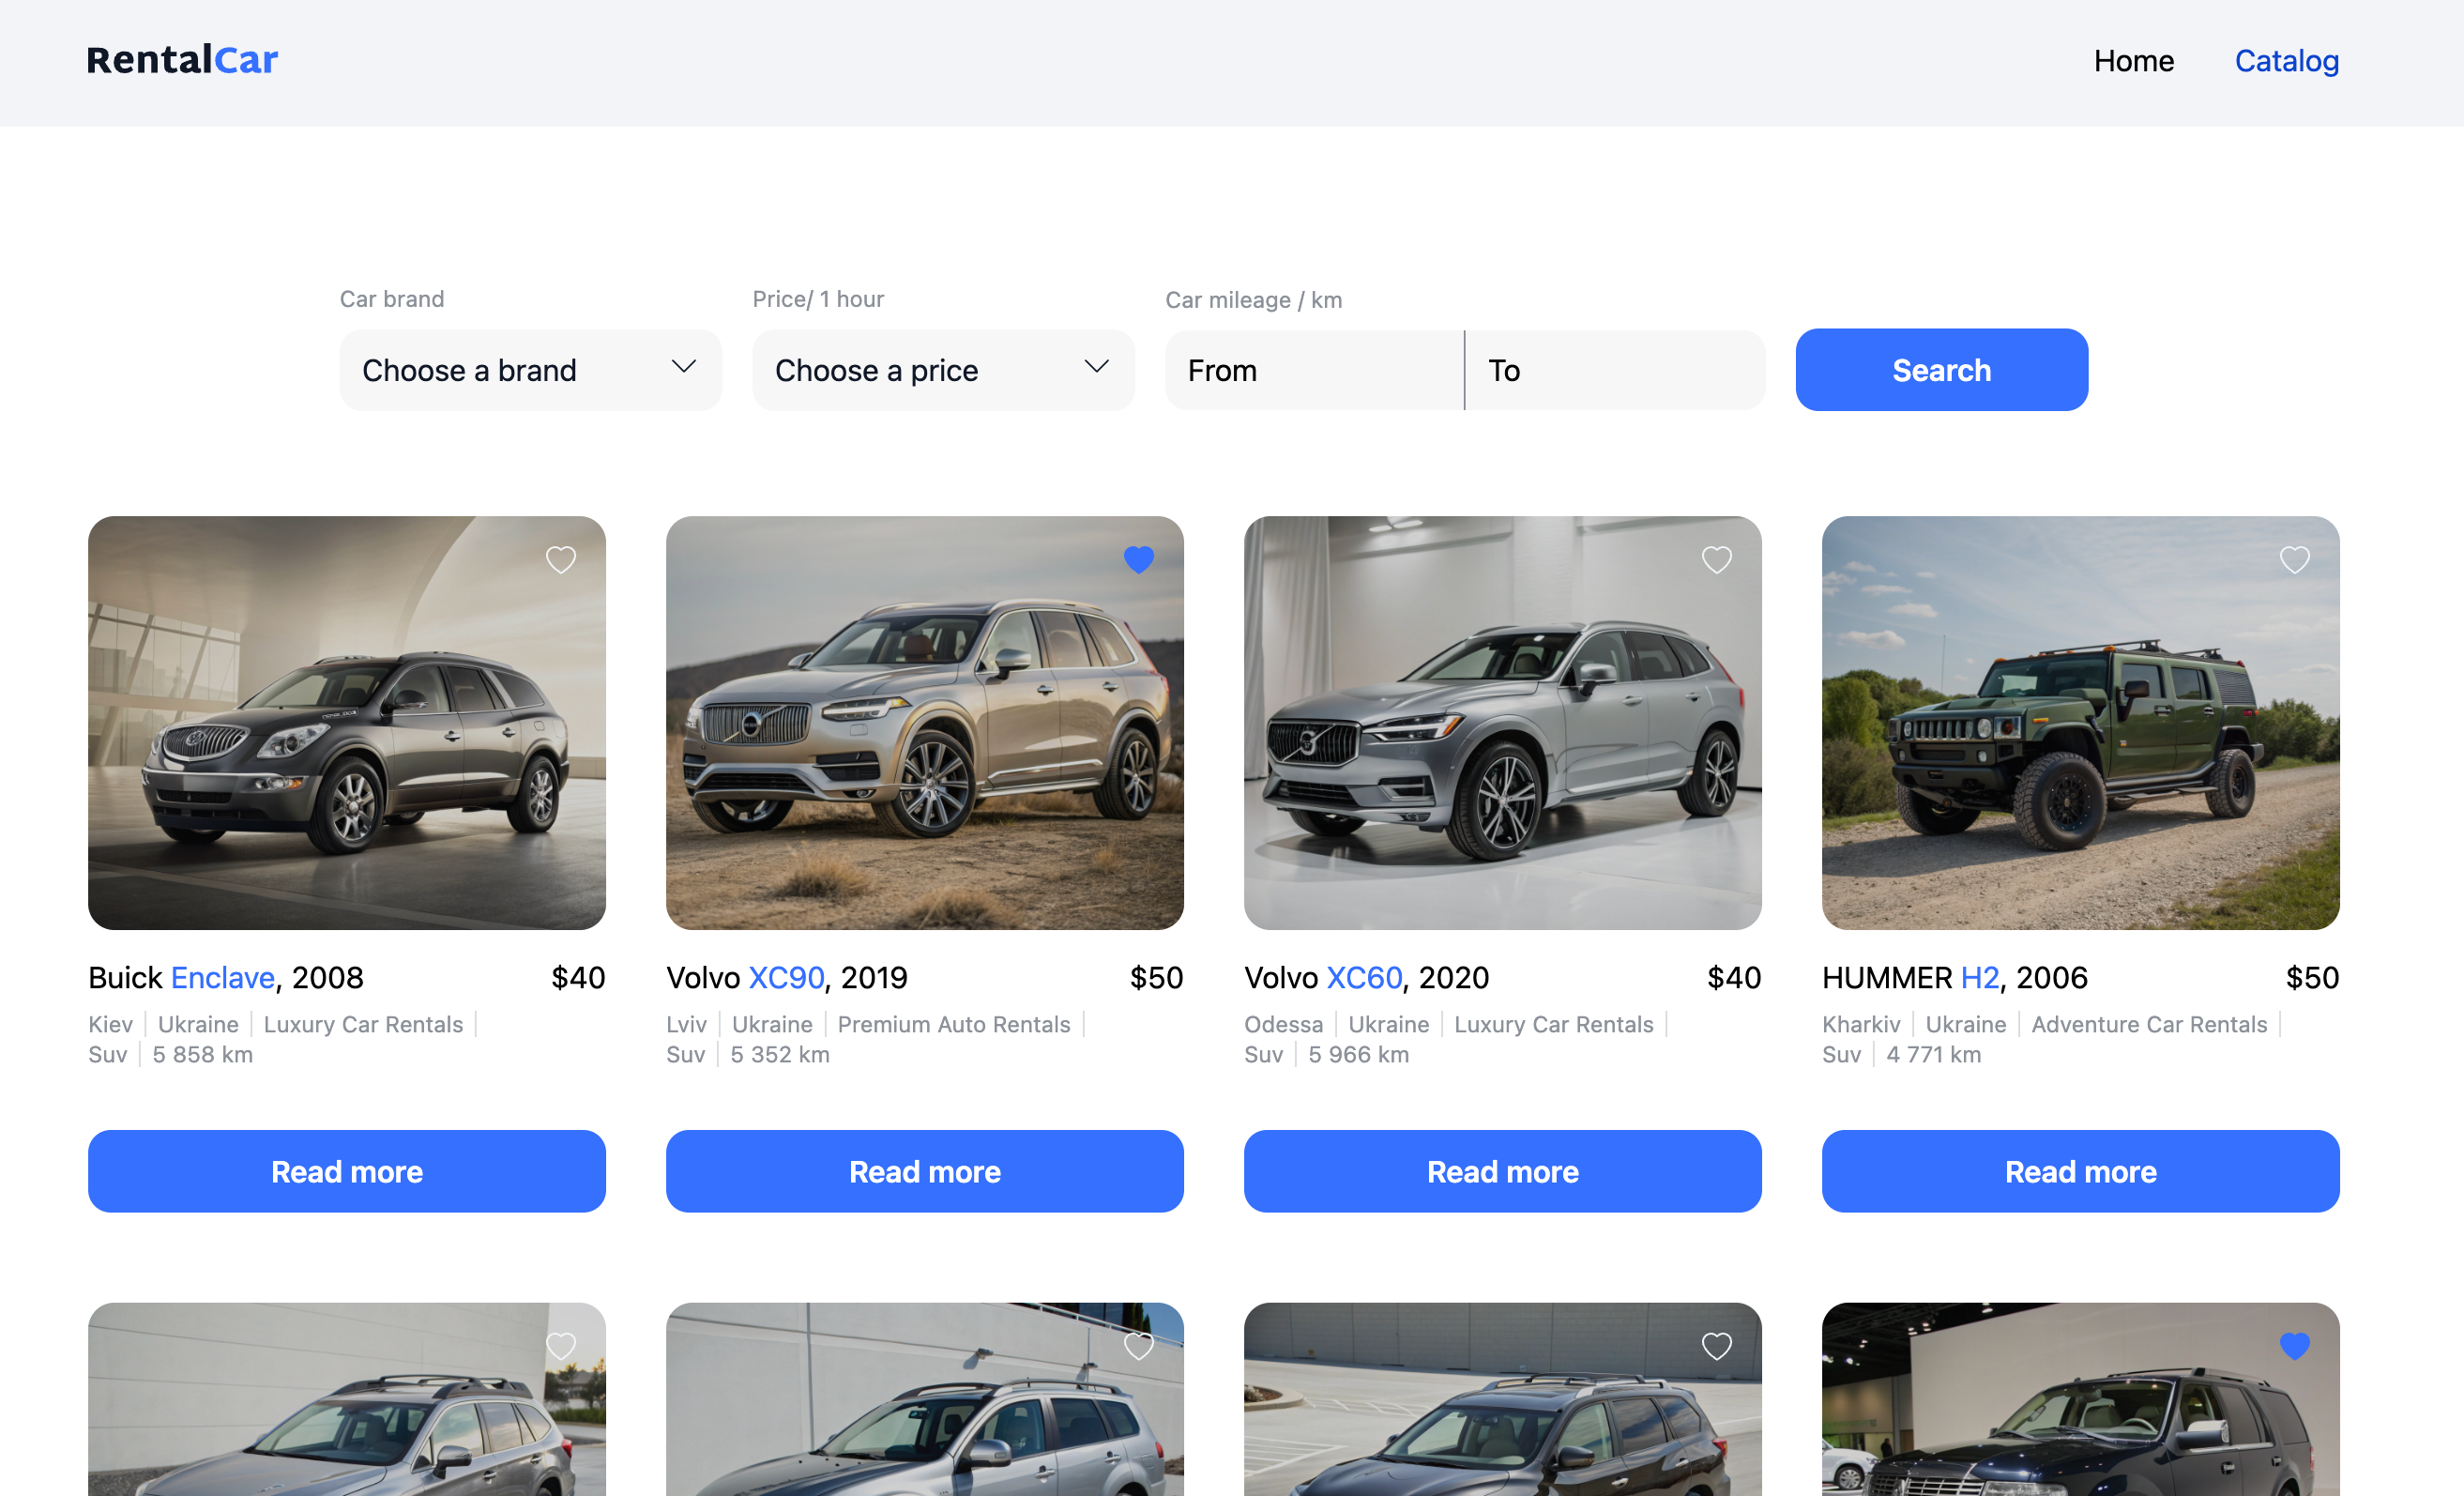 RentalCar
Home Catalog
Car brand Price/ 1 hour Car mileage / km
Choose a brand Choose a price From To Search
Buick Enclave, 2008 $40
Kiev Ukraine Luxury Car Rentals
Suv 5 858 km
Read more
Volvo XC90, 2019 $50
Lviv Ukraine Premium Auto Rentals
Suv 5 352 km
Read more
Volvo XC60, 2020 $40
Odessa Ukraine Luxury Car Rentals
Suv 5 966 km
Read more
HUMMER H2, 2006 $50
Kharkiv Ukraine Adventure Car Rentals
Suv 4 771 km
Read more